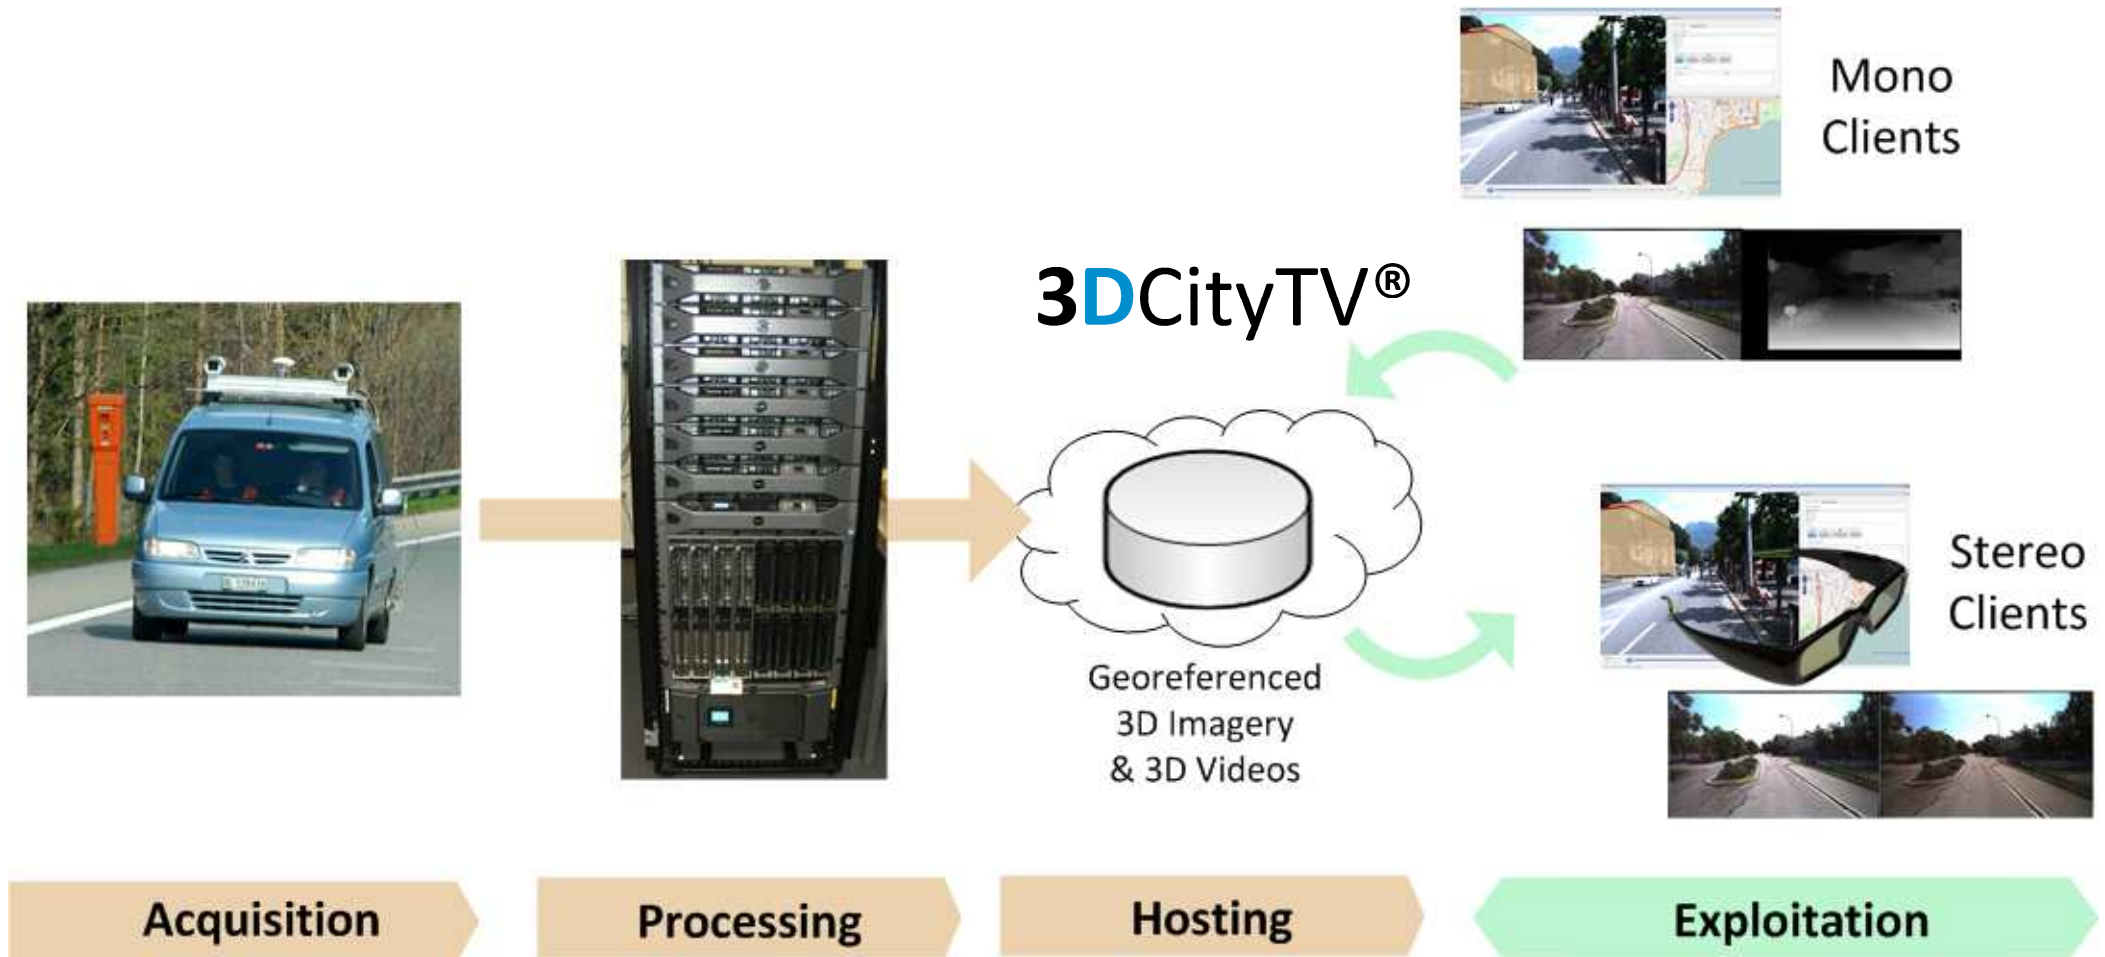 Mono
Clients
3DCityTV®
Stereo
Clients
Georeferenced
3D Imagery
& 3D Videos
Acquisition
Processing
Hosting
Exploitation